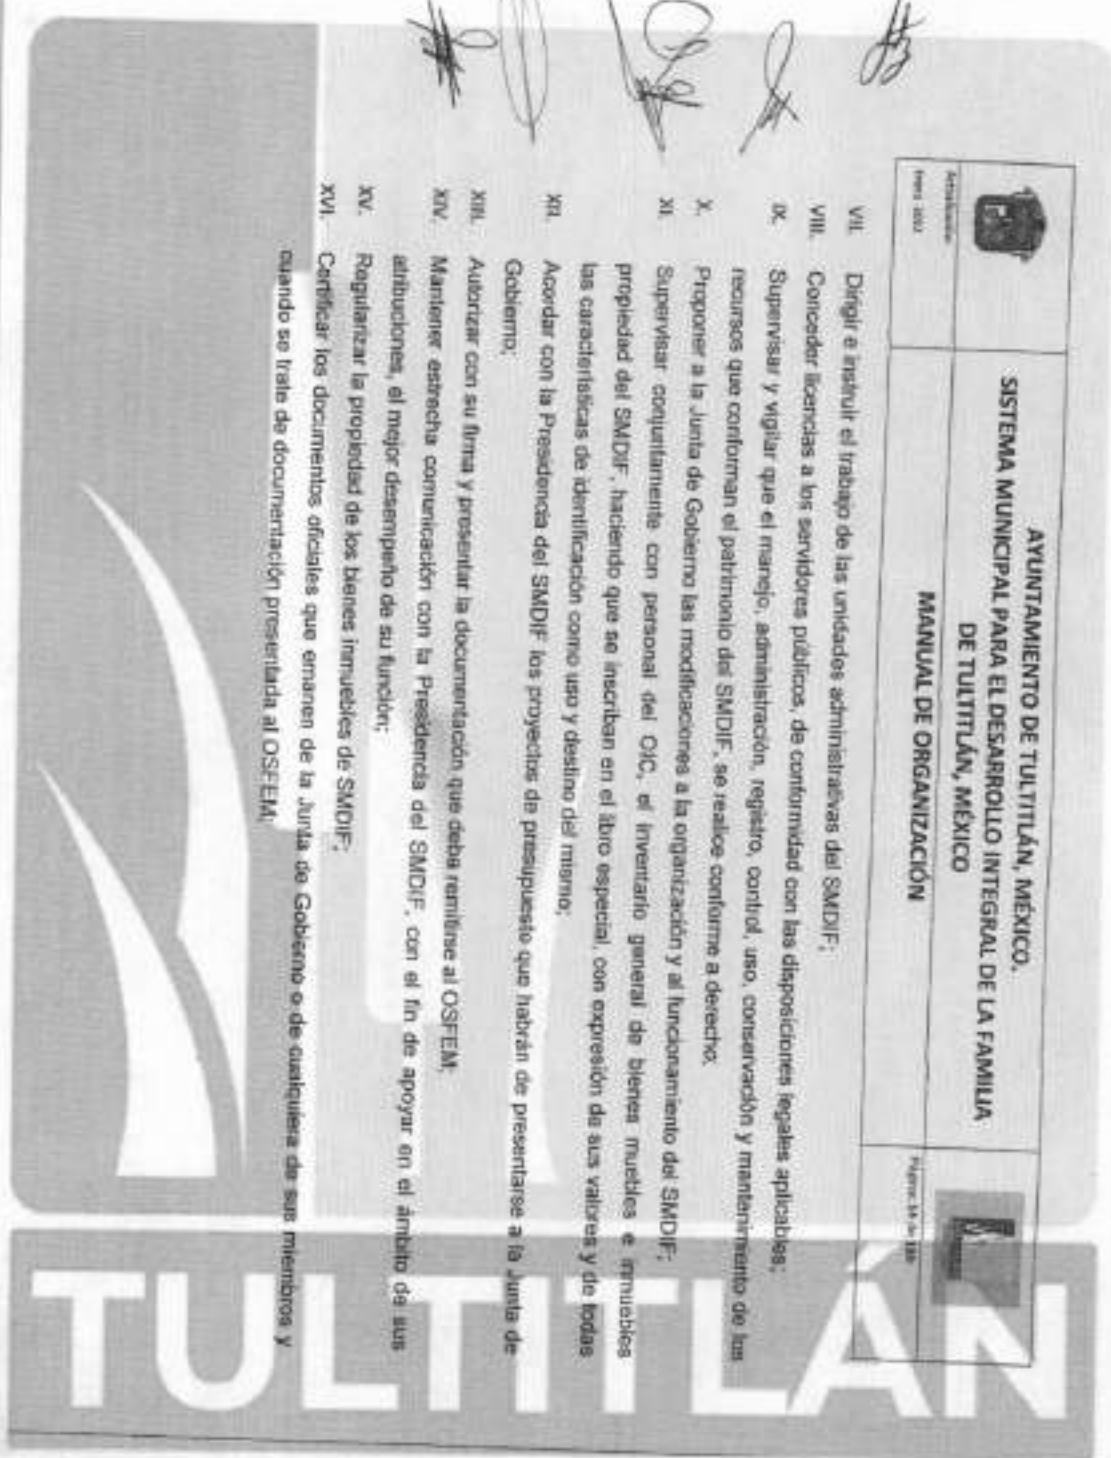 AYUNTAMIENTO DE TULTITLÁN, MÉXICO.
SISTEMA MUNICIPAL PARA EL DESARROLLO INTEGRAL DE LA FAMILIA
DE TULTITLÁN, MÉXICO
MANUAL DE ORGANIZACIÓN
Actualización:
Enero - 2022
VII. Dirigir e instruir el trabajo de las unidades administrativas del SMDIF;
VIII. Conceder licencias a los servidores públicos, de conformidad con las disposiciones legales aplicables;
IX. Supervisar y vigilar que el manejo, administración, registro, control, uso, conservación y mantenimiento de los
recursos que conforman el patrimonio del SMDIF, se realice conforme a derecho;
X. Proponer a la Junta de Gobierno las modificaciones a la organización y al funcionamiento del SMDIF;
XI. Supervisar conjuntamente con personal del OIC, el inventario general de bienes muebles e inmuebles
propiedad del SMDIF, haciendo que se inscriban en el libro especial, con expresión de sus valores y de todas
las características de identificación como uso y destino del mismo;
XII. Acordar con la Presidencia del SMDIF los proyectos de presupuesto que habrán de presentarse a la Junta de
Gobierno;
XIII. Autorizar con su firma y presentar la documentación que deba remitirse al OSFEM;
XIV. Mantener estrecha comunicación con la Presidencia del SMDIF, con el fin de apoyar en el ámbito de sus
atribuciones, el mejor desempeño de su función;
XV. Regularizar la propiedad de los bienes inmuebles de SMDIF;
XVI. Certificar los documentos oficiales que emanen de la Junta de Gobierno o de cualquiera de sus miembros y
cuando se trate de documentación presentada al OSFEM;
TULTITLÁN